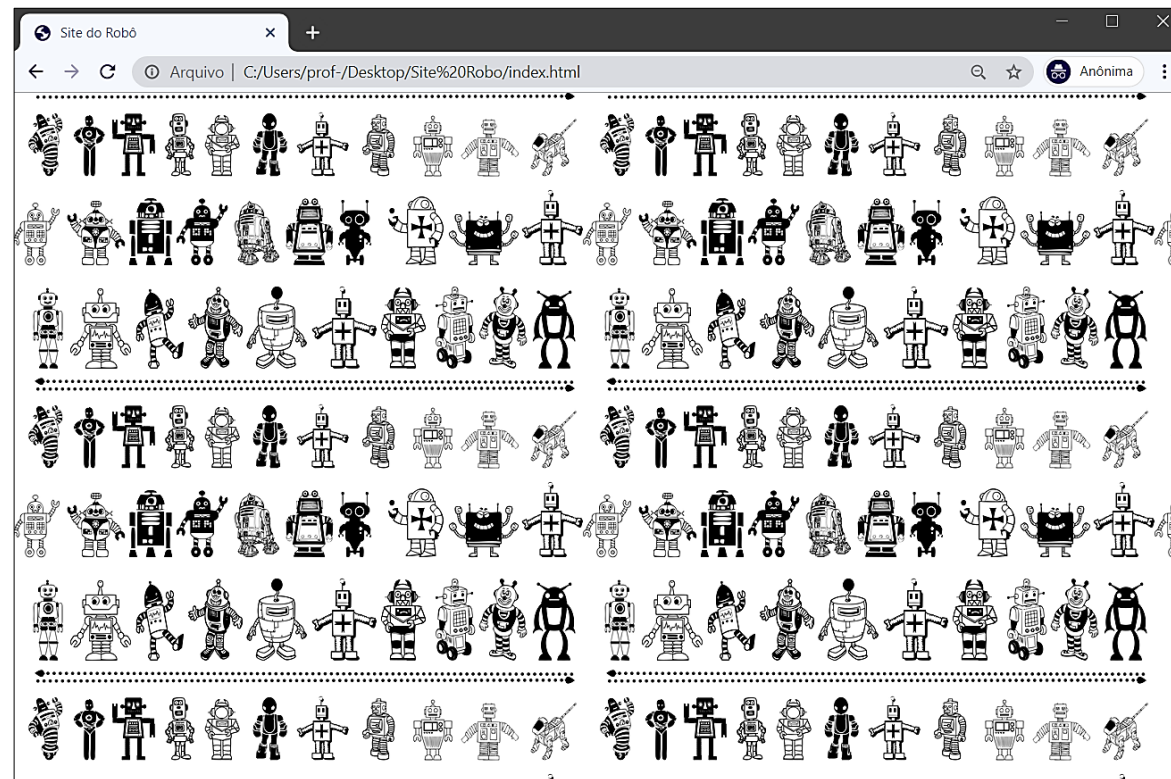 Site do Robô
Arquivo | C:/Users/prof-/Desktop/Site%20Robo/index.html
Anônima